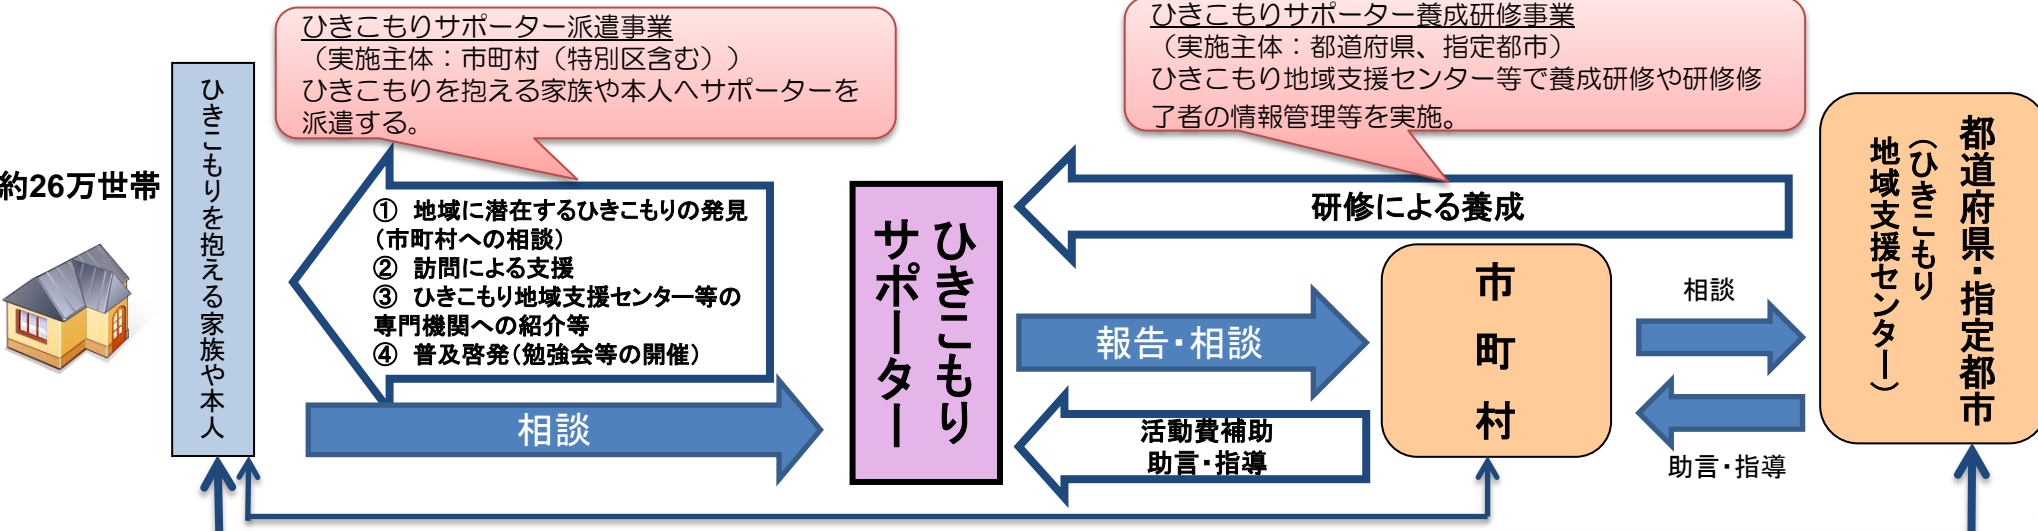 ひきこもりサポーター派遣事業
（実施主体：市町村（特別区含む））
ひきこもりを抱える家族や本人へサポーターを
派遣する。
ひきこもりサポーター養成研修事業
（実施主体：都道府県、指定都市）
ひきこもり地域支援センター等で養成研修や研修修
了者の情報管理等を実施。
約26万世帯
ひきこもりを抱える家族や本人
① 地域に潜在するひきこもりの発見
（市町村への相談）
② 訪問による支援
③ ひきこもり地域支援センター等の
専門機関への紹介等
④ 普及啓発（勉強会等の開催）
相談
ひきこもり
サポーター
研修による養成
報告・相談
活動費補助
助言・指導
市町村
相談
助言・指導
都道府県・指定都市
（ひきこもり
地域支援センター）